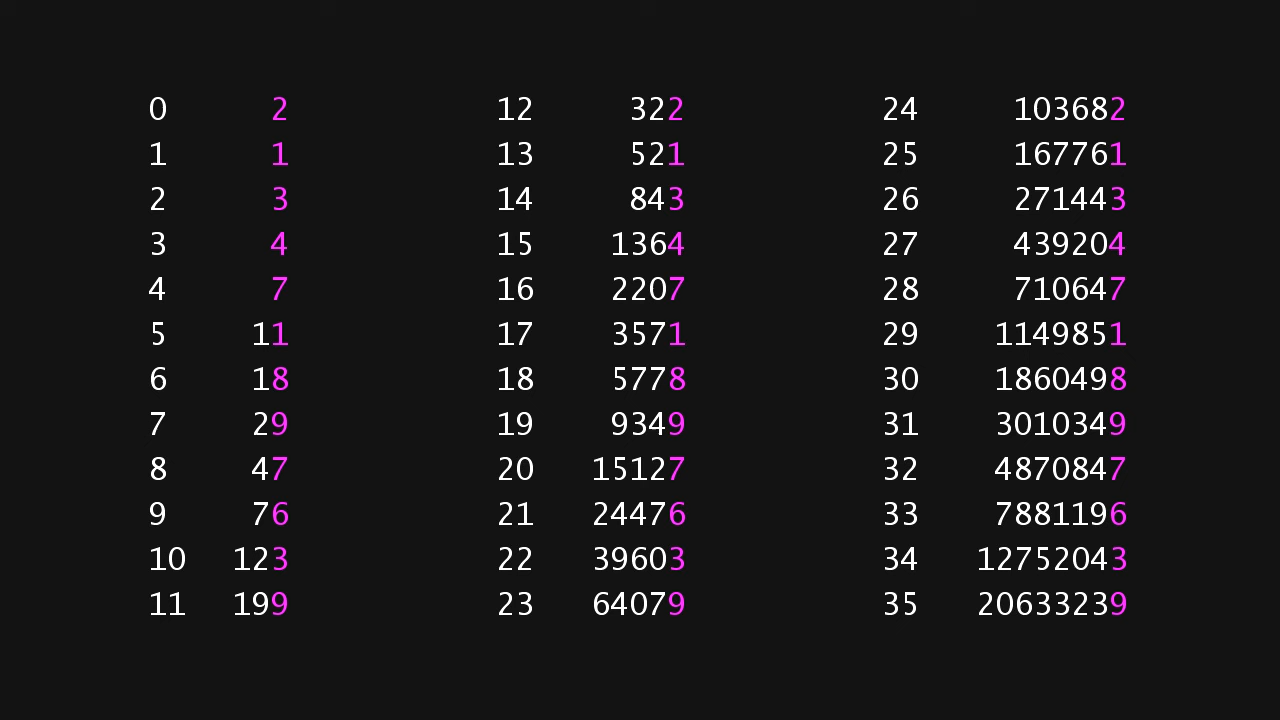 0 2 12 322 24 103682
1 1 13 521 25 167761
2 3 14 843 26 271443
3 4 15 1364 27 439204
4 7 16 2207 28 710647
5 11 17 3571 29 1149851
6 18 18 5778 30 1860498
7 29 19 9349 31 3010349
8 47 20 15127 32 4870847
9 76 21 24476 33 7881196
10 123 22 39603 34 12752043
11 199 23 64079 35 20633239